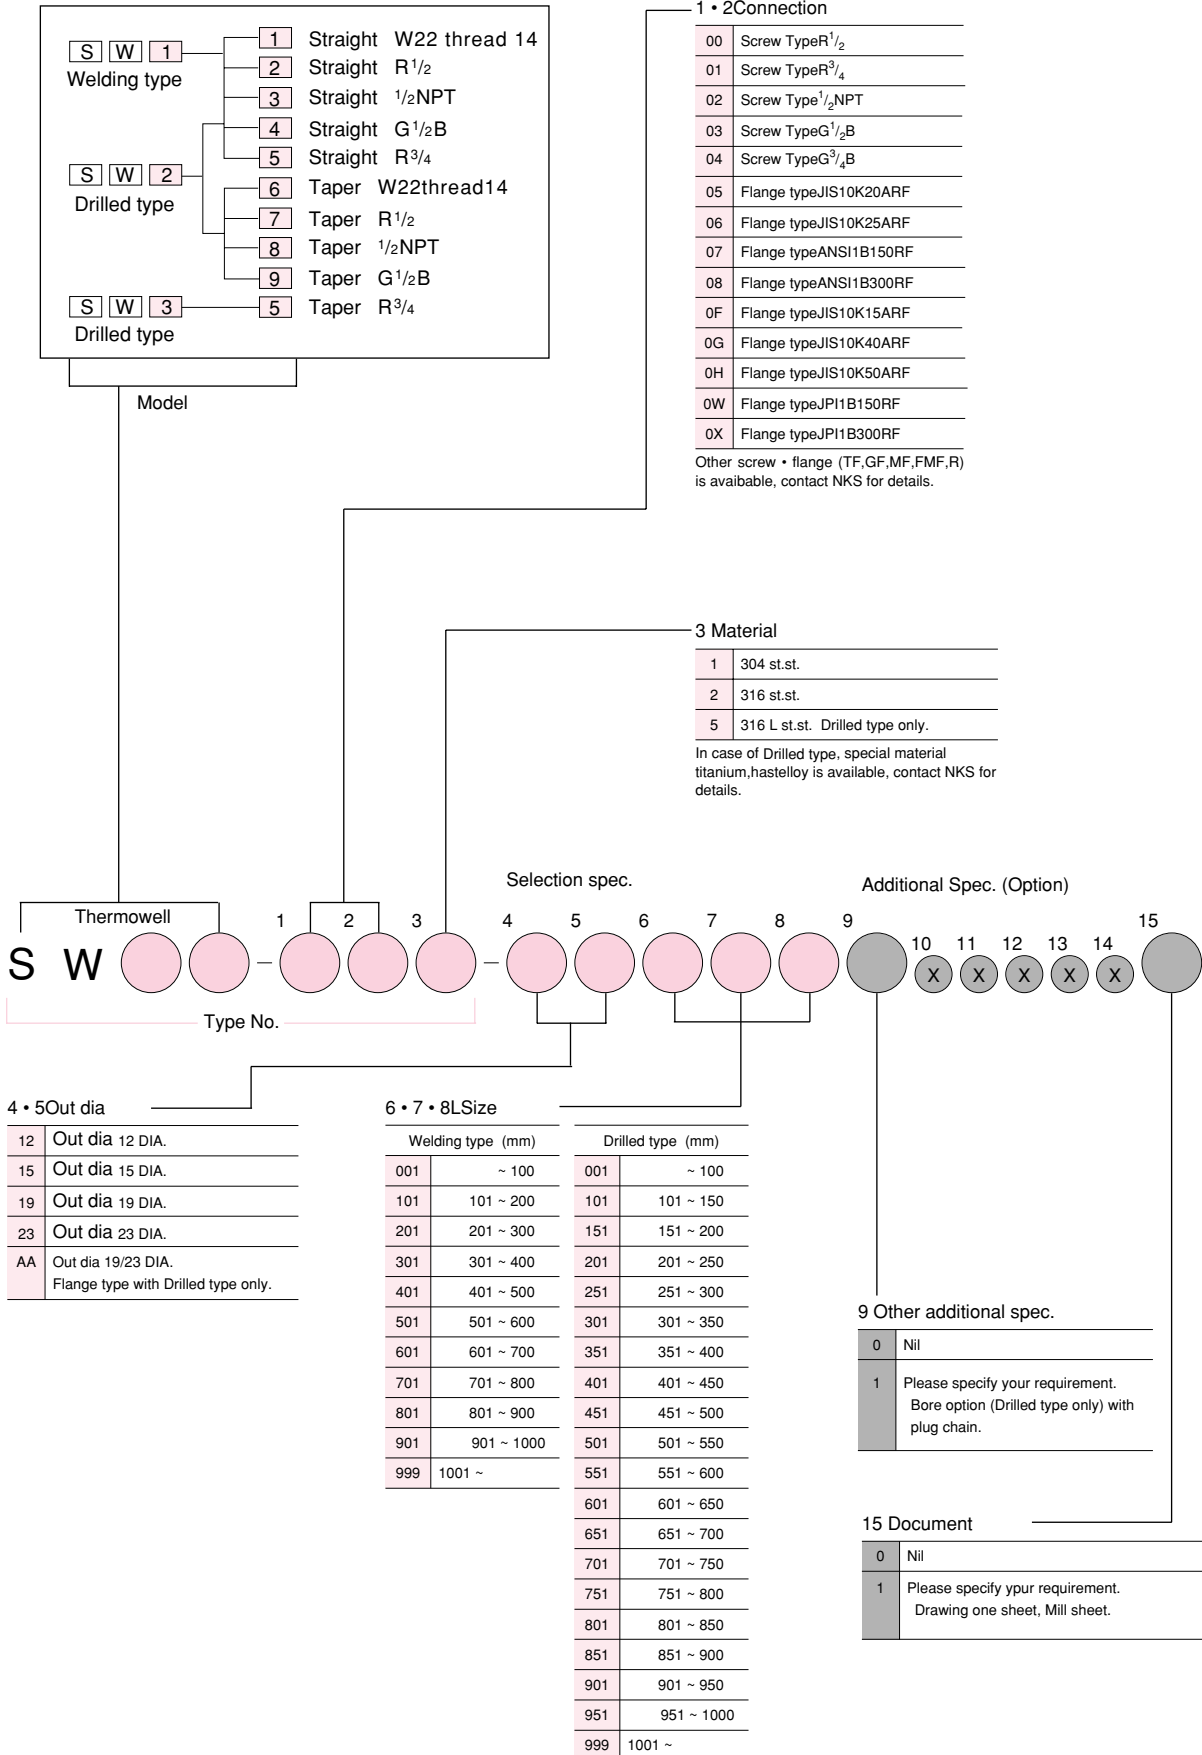 S W 1
Welding type
S W 2
Drilled type
S W 3
Drilled type
1 Straight W22 thread 14
2 Straight R1/2
3 Straight 1/2NPT
4 Straight G1/2B
5 Straight R3/4
6 Taper W22thread14
7 Taper R1/2
8 Taper 1/2NPT
9 Taper G1/2B
5 Taper R3/4
Model
1 • 2Connection
00 Screw TypeR1/2
01 Screw TypeR3/4
02 Screw Type1/2NPT
03 Screw TypeG1/2B
04 Screw TypeG3/4B
05 Flange typeJIS10K20ARF
06 Flange typeJIS10K25ARF
07 Flange typeANSI1B150RF
08 Flange typeANSI1B300RF
0F Flange typeJIS10K15ARF
0G Flange typeJIS10K40ARF
0H Flange typeJIS10K50ARF
0W Flange typeJPI1B150RF
0X Flange typeJPI1B300RF
Other screw • flange (TF,GF,MF,FMF,R)
is avaibable, contact NKS for details.
3 Material
1 304 st.st.
2 316 st.st.
5 316 L st.st. Drilled type only.
In case of Drilled type, special material
titanium,hastelloy is available, contact NKS for
details.
Selection spec.
Additional Spec. (Option)
Thermowell
1 2 3 4 5 6 7 8 9 10 11 12 13 14 15
S W – – X X X X X
Type No.
4 • 5Out dia
12 Out dia 12 DIA.
15 Out dia 15 DIA.
19 Out dia 19 DIA.
23 Out dia 23 DIA.
AA Out dia 19/23 DIA.
Flange type with Drilled type only.
6 • 7 • 8LSize
Welding type (mm)
001 ~ 100
101 101 ~ 200
201 201 ~ 300
301 301 ~ 400
401 401 ~ 500
501 501 ~ 600
601 601 ~ 700
701 701 ~ 800
801 801 ~ 900
901 901 ~ 1000
999 1001 ~
Drilled type (mm)
001 ~ 100
101 101 ~ 150
151 151 ~ 200
201 201 ~ 250
251 251 ~ 300
301 301 ~ 350
351 351 ~ 400
401 401 ~ 450
451 451 ~ 500
501 501 ~ 550
551 551 ~ 600
601 601 ~ 650
651 651 ~ 700
701 701 ~ 750
751 751 ~ 800
801 801 ~ 850
851 851 ~ 900
901 901 ~ 950
951 951 ~ 1000
999 1001 ~
9 Other additional spec.
0 Nil
1 Please specify your requirement.
Bore option (Drilled type only) with
plug chain.
15 Document
0 Nil
1 Please specify ypur requirement.
Drawing one sheet, Mill sheet.